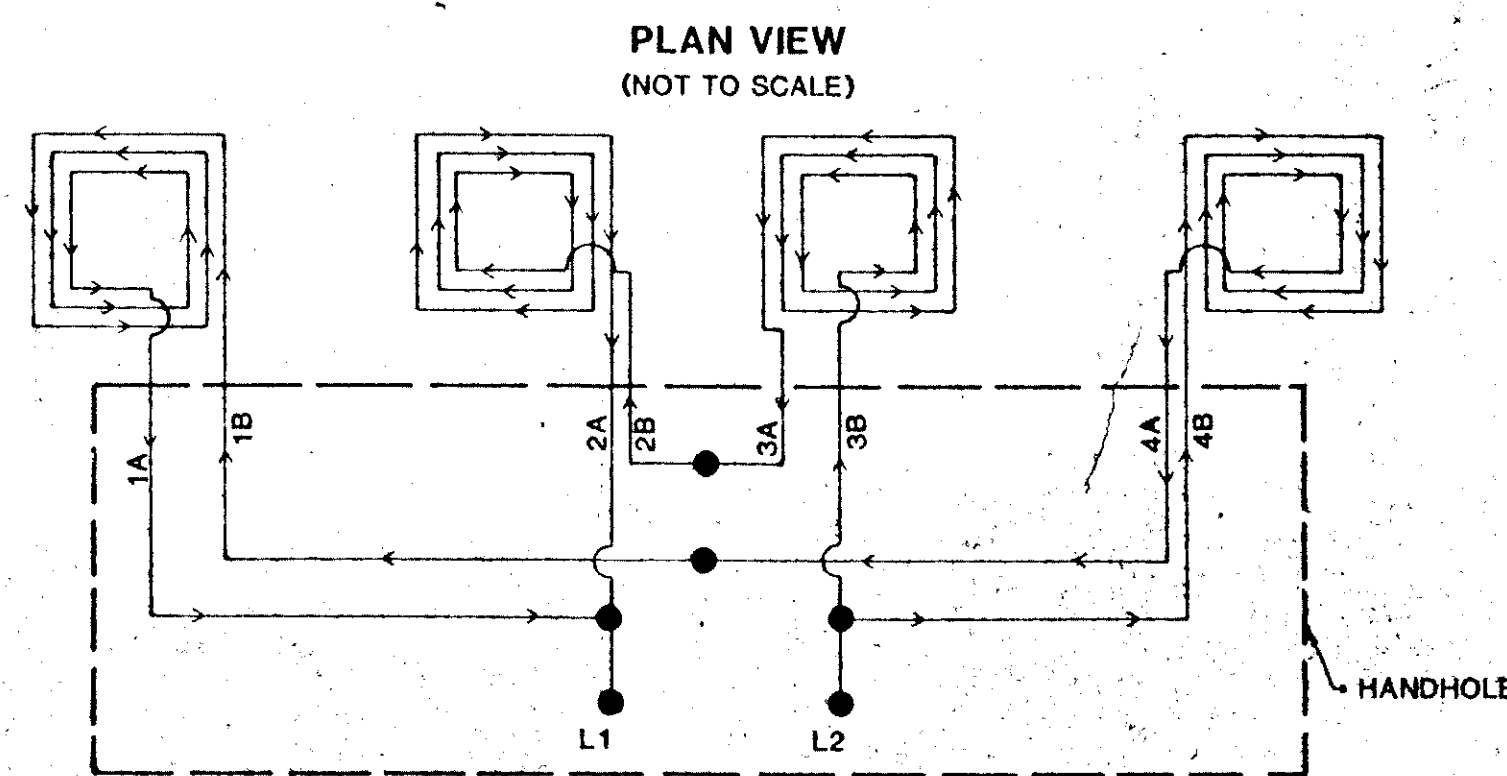 PLAN VIEW
(NOT TO SCALE)
1A
1B
2A
2B
3A
3B
4A
4B
HANDHOLE
L1
L2